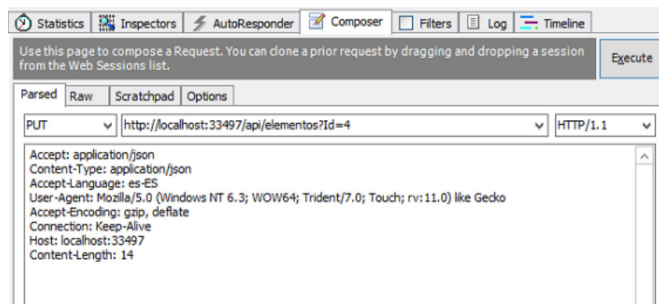 Statistics Inspectors AutoResponder Composer Filters Log Timeline
Use this page to compose a Request. You can clone a prior request by dragging and dropping a session
from the Web Sessions list.
Execute
Parsed Raw Scratchpad Options
PUT http://localhost:33497/api/elementos?Id=4 HTTP/1.1
Accept: application/json
Content-Type: application/json
Accept-Language: es-ES
User-Agent: Mozilla/5.0 (Windows NT 6.3; WOW64; Trident/7.0; Touch; rv:11.0) like Gecko
Accept-Encoding: gzip, deflate
Connection: Keep-Alive
Host: localhost:33497
Content-Length: 14